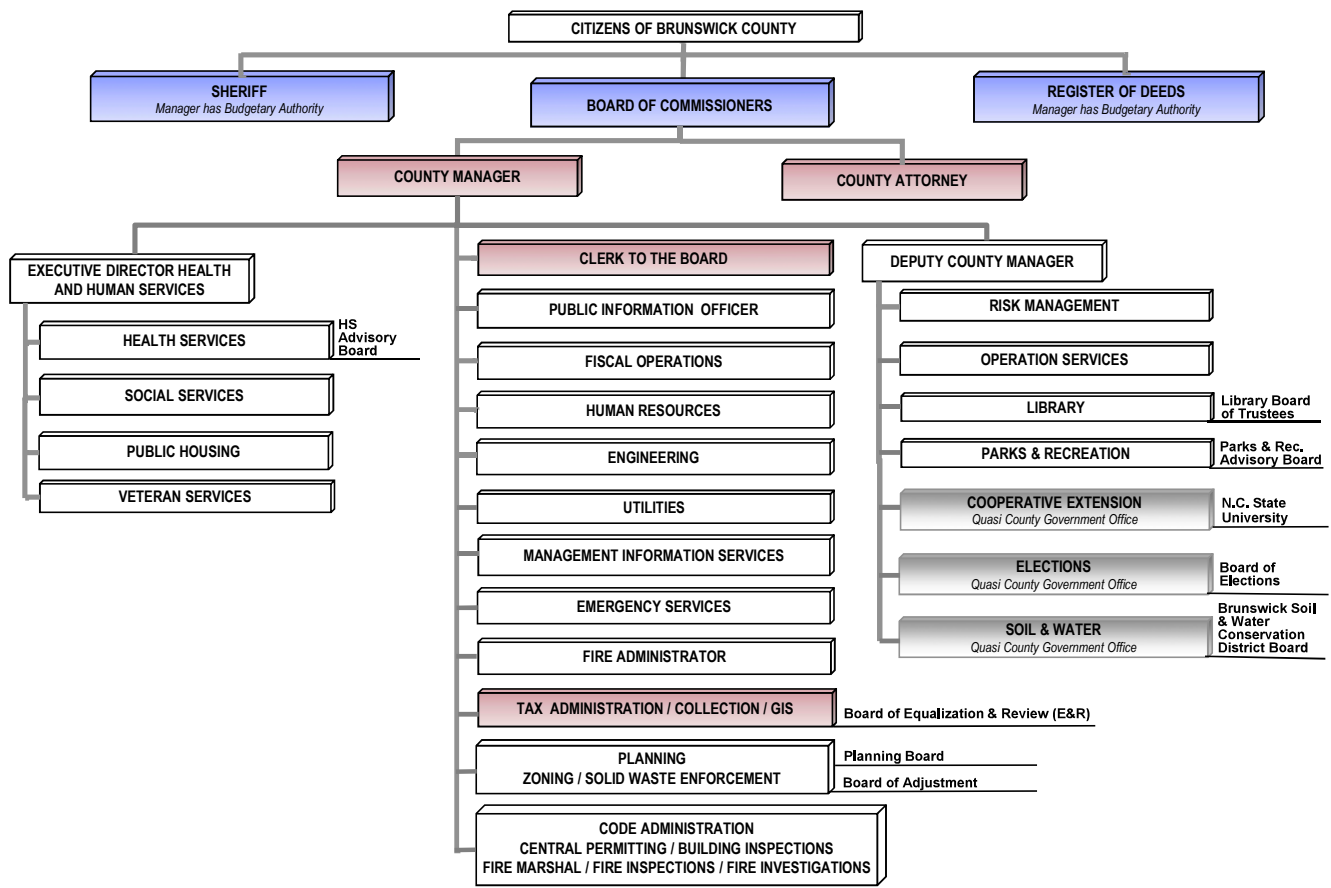 CITIZENS OF BRUNSWICK COUNTY
SHERIFF
Manager has Budgetary Authority
BOARD OF COMMISSIONERS
REGISTER OF DEEDS
Manager has Budgetary Authority
COUNTY MANAGER
COUNTY ATTORNEY
EXECUTIVE DIRECTOR HEALTH
AND HUMAN SERVICES
HEALTH SERVICES
HS
Advisory
Board
SOCIAL SERVICES
PUBLIC HOUSING
VETERAN SERVICES
CLERK TO THE BOARD
PUBLIC INFORMATION OFFICER
FISCAL OPERATIONS
HUMAN RESOURCES
ENGINEERING
UTILITIES
MANAGEMENT INFORMATION SERVICES
EMERGENCY SERVICES
FIRE ADMINISTRATOR
TAX ADMINISTRATION / COLLECTION / GIS
Board of Equalization & Review (E&R)
PLANNING
ZONING / SOLID WASTE ENFORCEMENT
Planning Board
Board of Adjustment
CODE ADMINISTRATION
CENTRAL PERMITTING / BUILDING INSPECTIONS
FIRE MARSHAL / FIRE INSPECTIONS / FIRE INVESTIGATIONS
DEPUTY COUNTY MANAGER
RISK MANAGEMENT
OPERATION SERVICES
LIBRARY
Library Board
of Trustees
PARKS & RECREATION
Parks & Rec.
Advisory Board
COOPERATIVE EXTENSION
Quasi County Government Office
N.C. State
University
ELECTIONS
Quasi County Government Office
Board of
Elections
SOIL & WATER
Quasi County Government Office
Brunswick Soil
& Water
Conservation
District Board